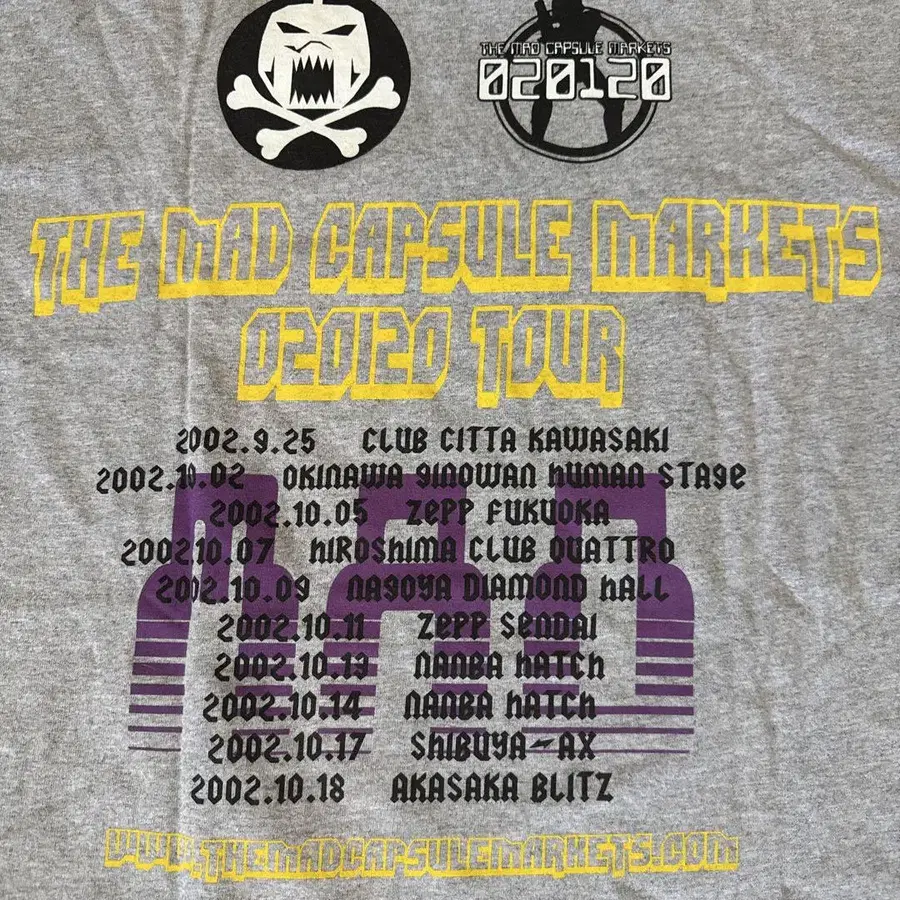 THE MAD CAPSULE MARKETS
020120
THE MAD CAPSULE MARKETS
020120 TOUR
2002.9.25 CLUB CITTA KAWASAKI
2002.10.02 OKINAWA GINOWAN HUMAN STAGE
2002.10.05 ZEPP FUKUOKA
2002.10.07 HIROSHIMA CLUB QUATTRO
2002.10.09 NAGOYA DIAMOND HALL
2002.10.11 ZEPP SENDAI
2002.10.13 NANBA HATCH
2002.10.14 NANBA HATCH
2002.10.17 SHIBUYA-AX
2002.10.18 AKASAKA BLITZ
WWW.THEMADCAPSULEMARKETS.COM